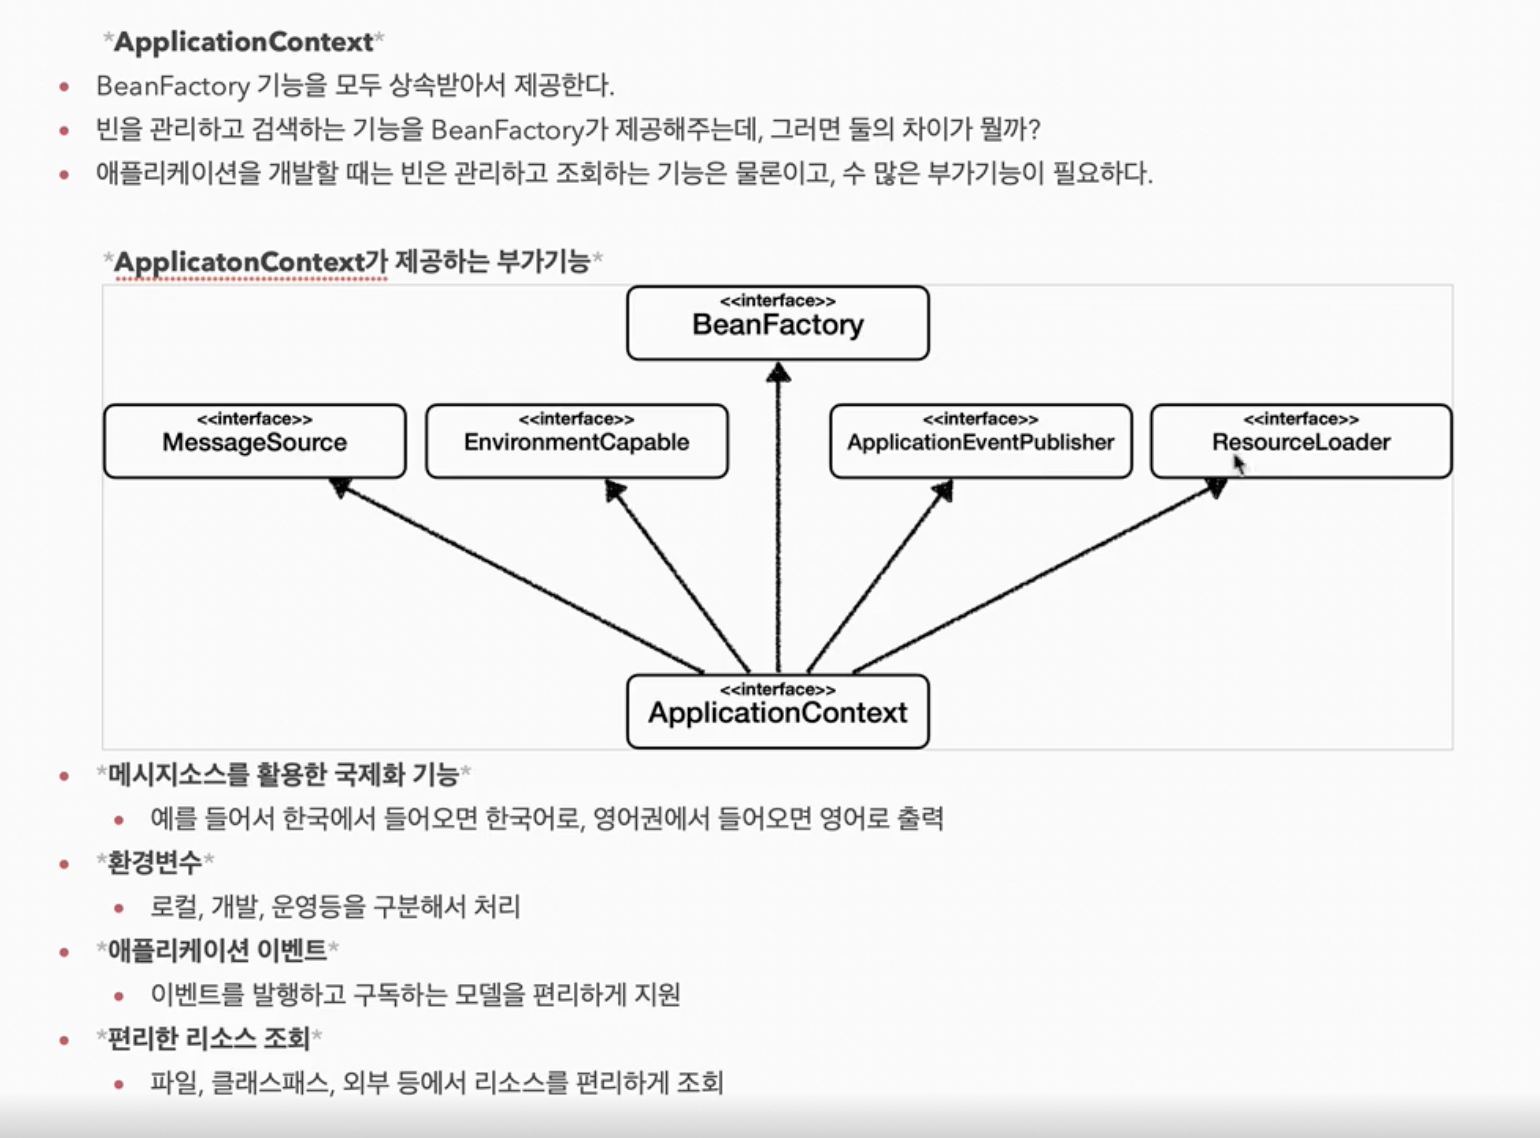 *ApplicationContext*
• BeanFactory 기능을 모두 상속받아서 제공한다.
• 빈을 관리하고 검색하는 기능을 BeanFactory가 제공해주는데, 그러면 둘의 차이가 뭘까?
• 애플리케이션을 개발할 때는 빈은 관리하고 조회하는 기능은 물론이고, 수 많은 부가기능이 필요하다.
*ApplicatonContext가 제공하는 부가기능*
<<interface>>
BeanFactory
<<interface>>
MessageSource
<<interface>>
EnvironmentCapable
<<interface>>
ApplicationEventPublisher
<<interface>>
ResourceLoader
<<interface>>
ApplicationContext
• *메시지소스를 활용한 국제화 기능*
• 예를 들어서 한국에서 들어오면 한국어로, 영어권에서 들어오면 영어로 출력
• *환경변수*
• 로컬, 개발, 운영등을 구분해서 처리
• *애플리케이션 이벤트*
• 이벤트를 발행하고 구독하는 모델을 편리하게 지원
• *편리한 리소스 조회*
• 파일, 클래스패스, 외부 등에서 리소스를 편리하게 조회